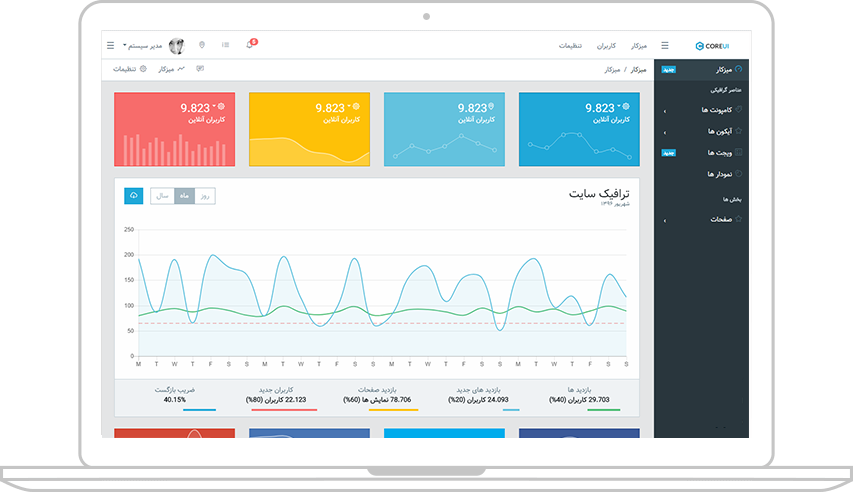 COREUI
میزکار
کاربران
تنظیمات
5
مدیر سیستم
میزکار
جدید
عناصر گرافیکی
کامپوننت ها
آیکون ها
ویجت ها
جدید
نمودار ها
بخش ها
صفحات
میزکار / میزکار
میزکار
تنظیمات
9.823
کاربران آنلاین
9.823
کاربران آنلاین
9.823
کاربران آنلاین
9.823
کاربران آنلاین
ترافیک سایت
شهریور ۱۳۹۶
روز
ماه
سال
250
200
150
100
50
0
M T W T F S S M T W T F S S M T W T F S S M T W T F S S
بازدید ها
29.703 کاربران (40%)
بازدید های جدید
24.093 کاربران (20%)
بازدید صفحات
78.706 نمایش ها (60%)
کاربران جدید
22.123 کاربران (80%)
ضریب بازگست
40.15%